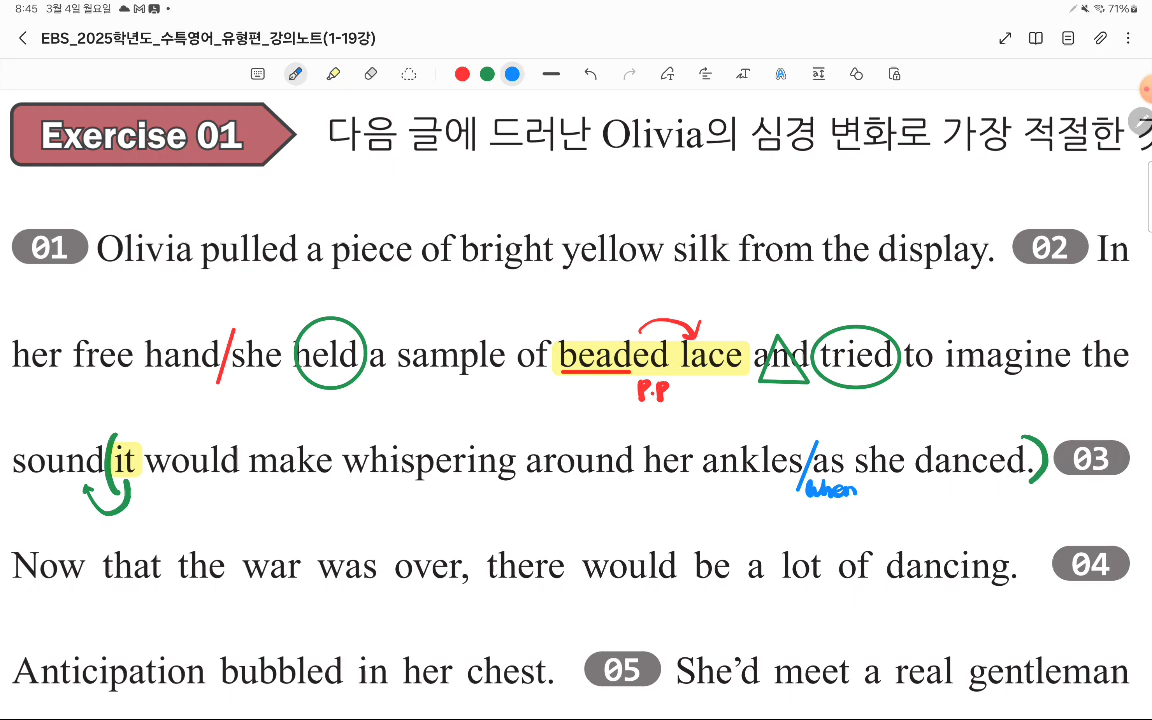 8:45 3월 4일 월요일
71%
EBS_2025학년도_수특영어_유형편_강의노트(1-19강)
Exercise 01 다음 글에 드러난 Olivia의 심경 변화로 가장 적절한
01 Olivia pulled a piece of bright yellow silk from the display. 02 In
her free hand/she held a sample of beaded lace and tried to imagine the
P.P
sound(it would make whispering around her ankles/as she danced.) 03
when
Now that the war was over, there would be a lot of dancing. 04
Anticipation bubbled in her chest. 05 She’d meet a real gentleman